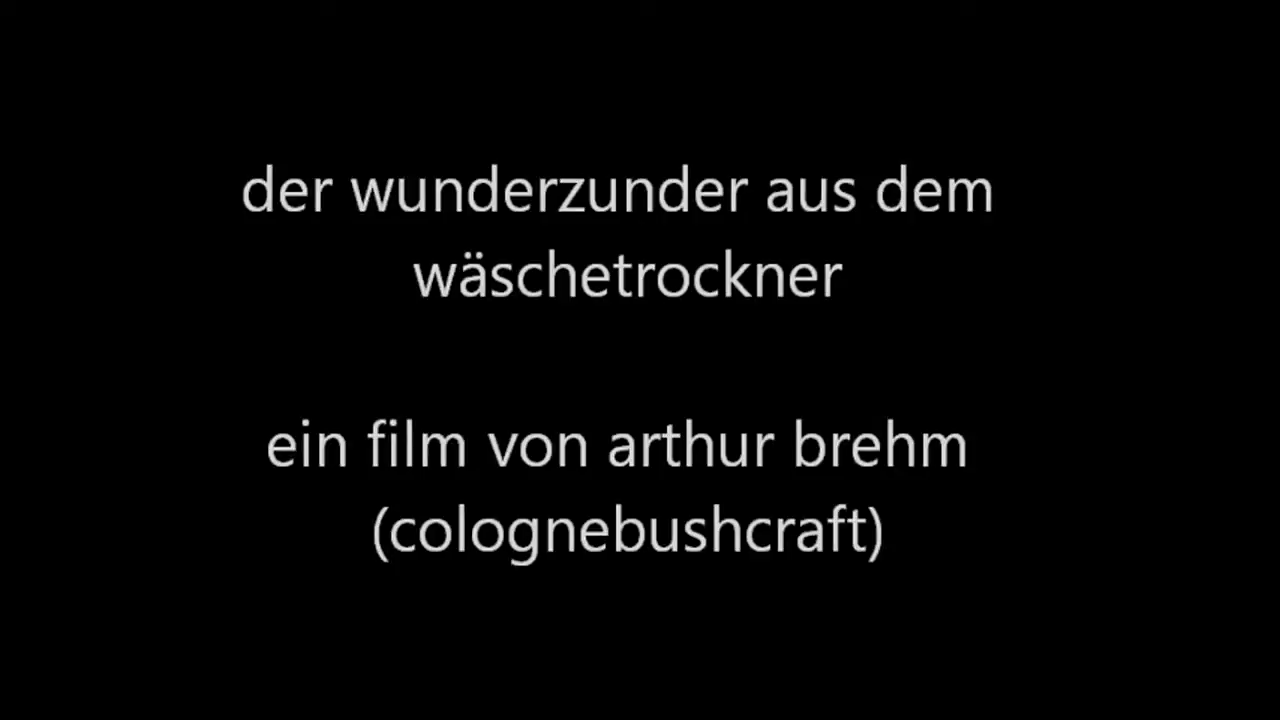 der wunderzunder aus dem
wäschetrockner
ein film von arthur brehm
(colognebushcraft)